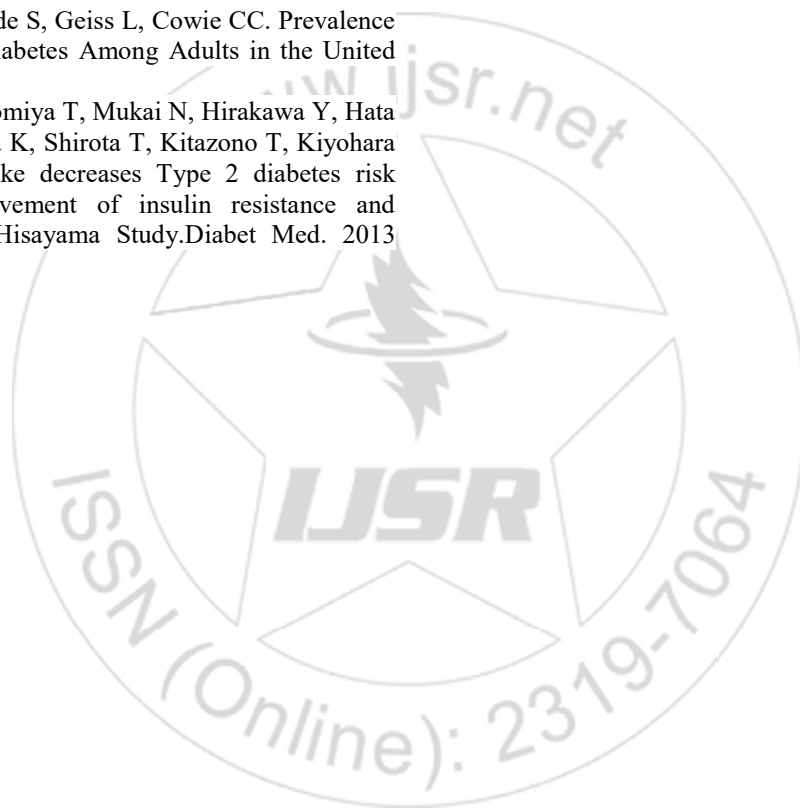 de S, Geiss L, Cowie CC. Prevalence
iabetes Among Adults in the United
omiya T, Mukai N, Hirakawa Y, Hata
K, Shirota T, Kitazono T, Kiyohara
ke decreases Type 2 diabetes risk
vement of insulin resistance and
Hisayama Study.Diabet Med. 2013
w.ijsr.net
IJSR
ISSN (Online): 2319-7064